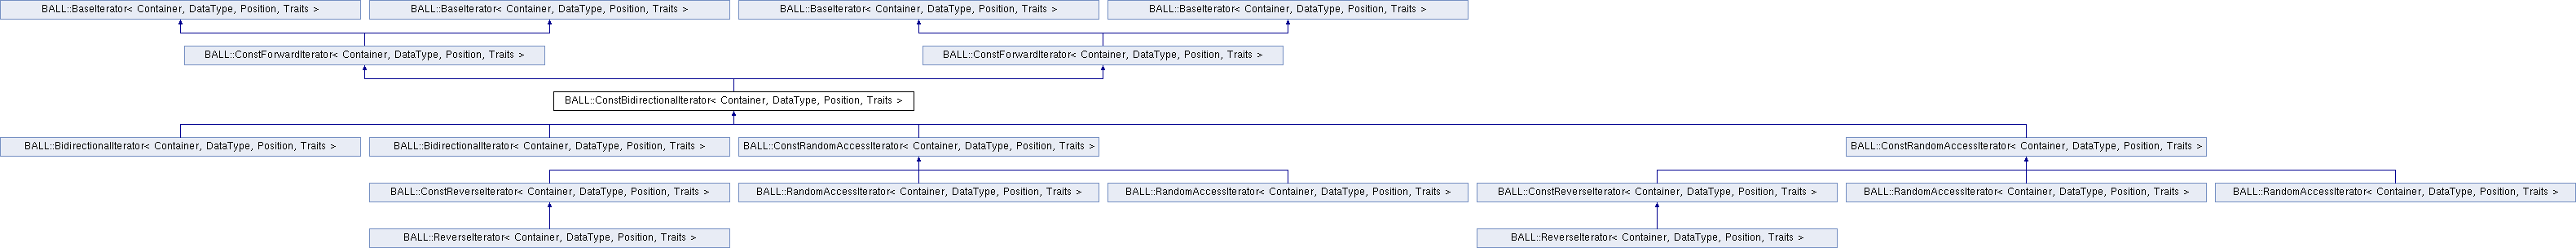 BALL::BaseIterator< Container, DataType, Position, Traits >
BALL::BaseIterator< Container, DataType, Position, Traits >
BALL::BaseIterator< Container, DataType, Position, Traits >
BALL::BaseIterator< Container, DataType, Position, Traits >
BALL::ConstForwardIterator< Container, DataType, Position, Traits >
BALL::ConstForwardIterator< Container, DataType, Position, Traits >
BALL::ConstBidirectionalIterator< Container, DataType, Position, Traits >
BALL::BidirectionalIterator< Container, DataType, Position, Traits >
BALL::BidirectionalIterator< Container, DataType, Position, Traits >
BALL::ConstRandomAccessIterator< Container, DataType, Position, Traits >
BALL::ConstRandomAccessIterator< Container, DataType, Position, Traits >
BALL::ConstReverseIterator< Container, DataType, Position, Traits >
BALL::RandomAccessIterator< Container, DataType, Position, Traits >
BALL::RandomAccessIterator< Container, DataType, Position, Traits >
BALL::ConstReverseIterator< Container, DataType, Position, Traits >
BALL::RandomAccessIterator< Container, DataType, Position, Traits >
BALL::RandomAccessIterator< Container, DataType, Position, Traits >
BALL::ReverseIterator< Container, DataType, Position, Traits >
BALL::ReverseIterator< Container, DataType, Position, Traits >